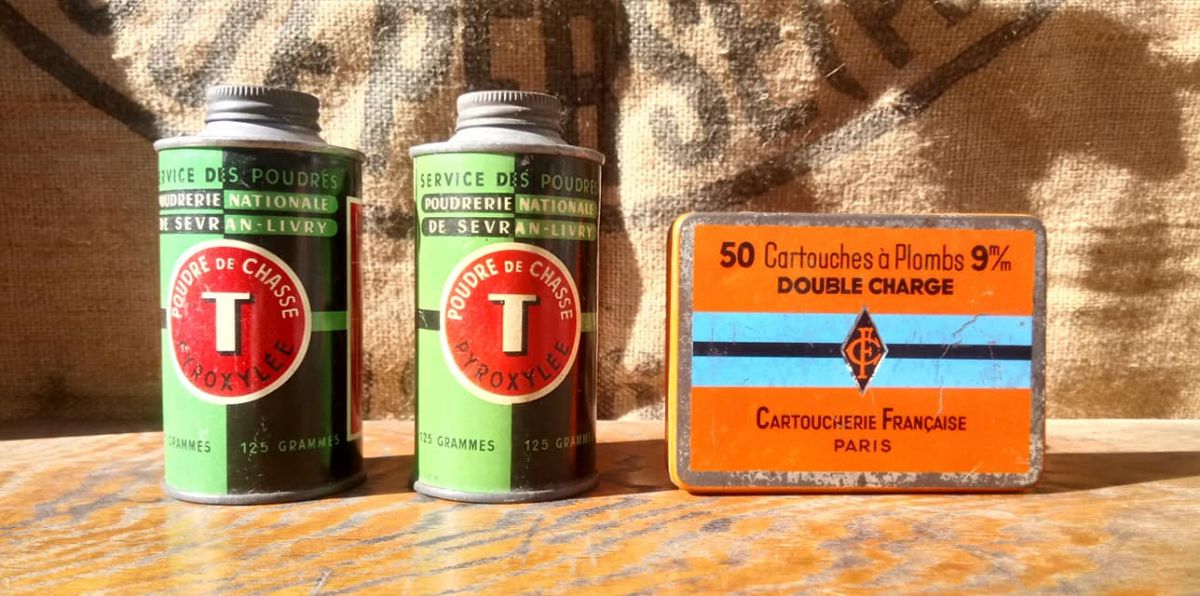 SERVICE DES POUDRES
POUDRERIE NATIONALE
DE SEVRAN-LIVRY
POUDRE DE CHASSE
T
PYROXYLÉE
GRAMMES
125 GRAMMES
SERVICE DES POUDRES
POUDRERIE NATIONALE
DE SEVRAN-LIVRY
POUDRE DE CHASSE
T
PYROXYLÉE
125 GRAMMES
125 GRAMMES
50 Cartouches à Plombs 9 m/m
DOUBLE CHARGE
CF
CARTOUCHERIE FRANÇAISE
PARIS